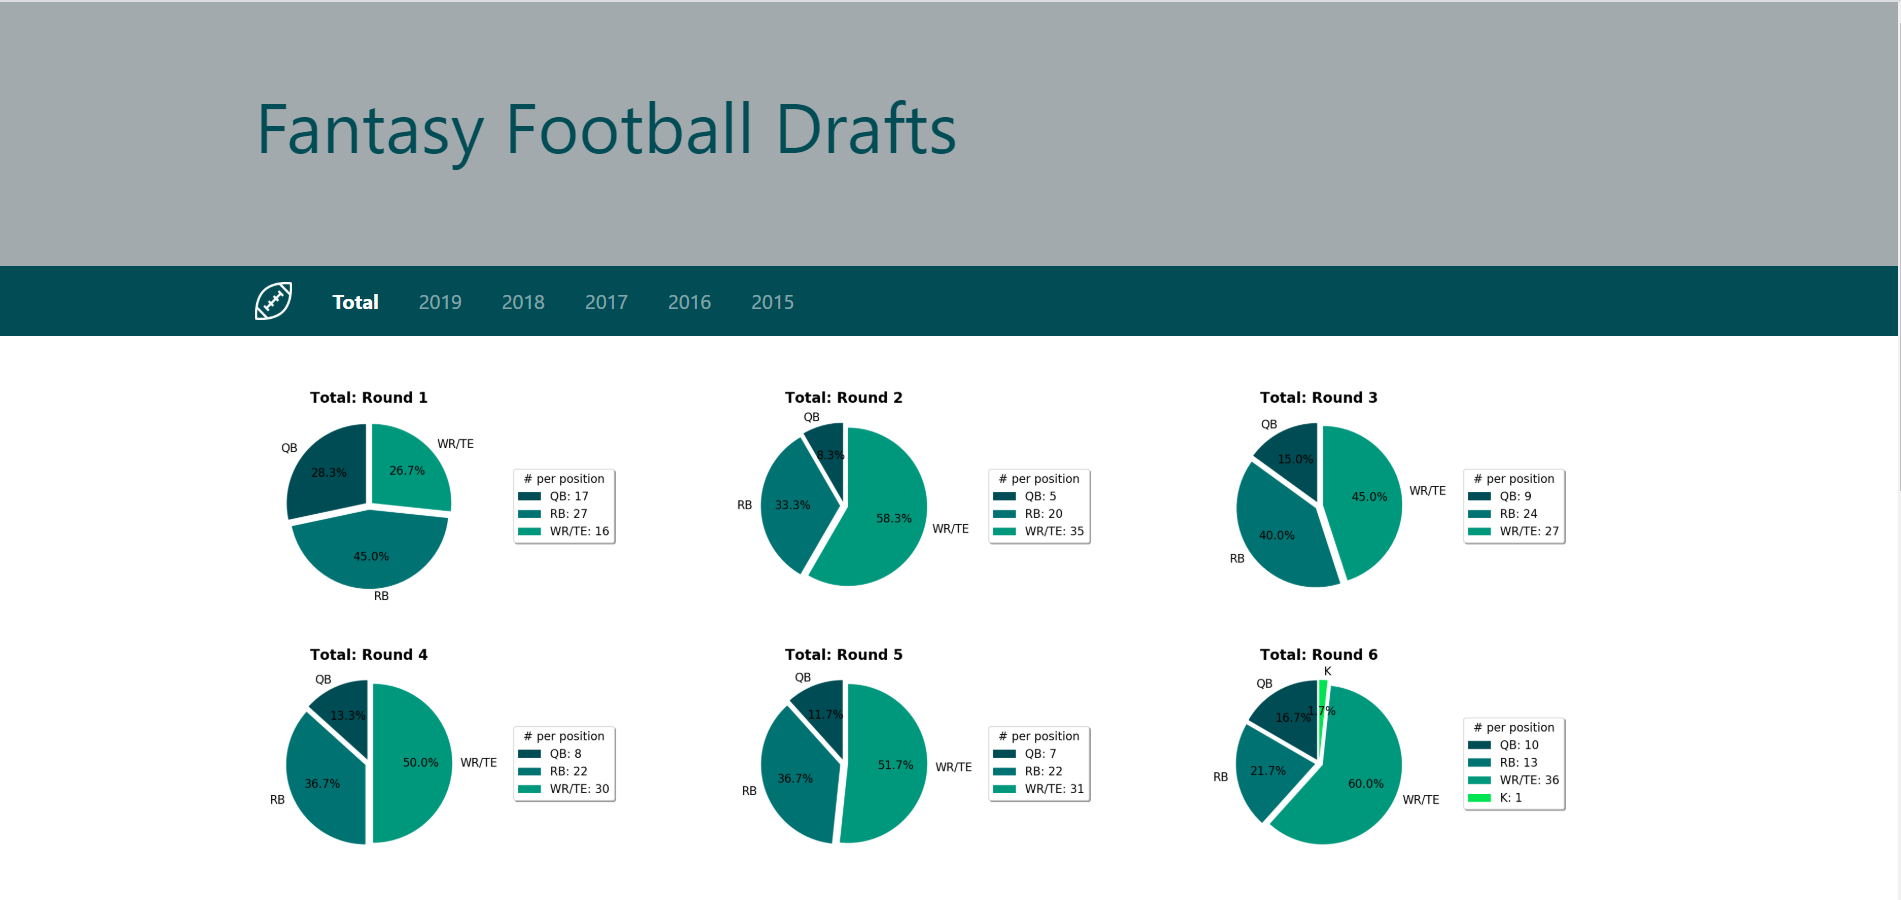 Fantasy Football Drafts
Total 2019 2018 2017 2016 2015
Total: Round 1
QB
WR/TE
28.3%
26.7%
45.0%
RB
# per position
QB: 17
RB: 27
WR/TE: 16
Total: Round 2
QB
8.3%
RB
33.3%
58.3%
WR/TE
# per position
QB: 5
RB: 20
WR/TE: 35
Total: Round 3
QB
15.0%
45.0%
WR/TE
40.0%
RB
# per position
QB: 9
RB: 24
WR/TE: 27
Total: Round 4
QB
13.3%
50.0%
WR/TE
36.7%
RB
# per position
QB: 8
RB: 22
WR/TE: 30
Total: Round 5
QB
11.7%
51.7%
WR/TE
36.7%
RB
# per position
QB: 7
RB: 22
WR/TE: 31
Total: Round 6
K
QB
1.7%
16.7%
RB
21.7%
60.0%
WR/TE
# per position
QB: 10
RB: 13
WR/TE: 36
K: 1